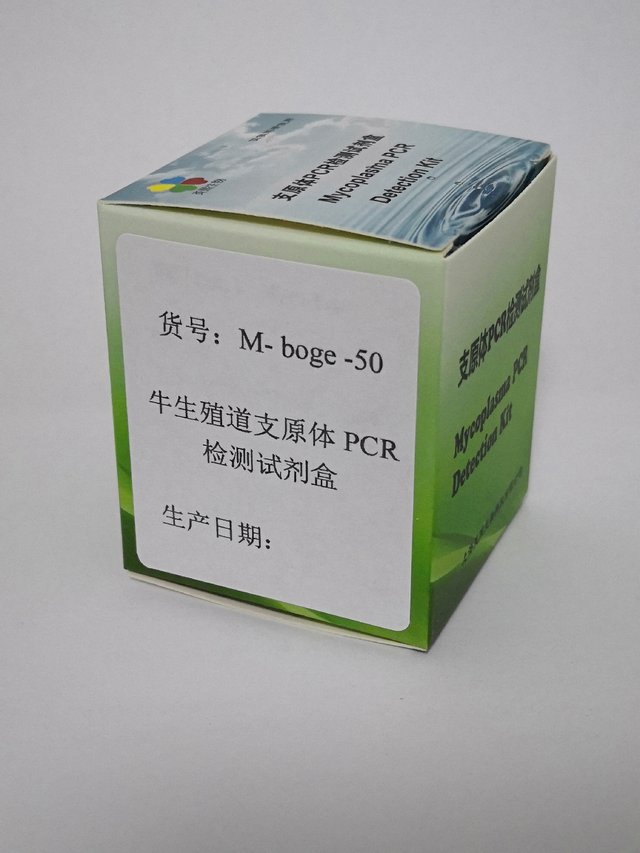 支原体PCR检测试剂盒
Mycoplasma PCR
Detection Kit
货号：M- boge -50
牛生殖道支原体 PCR
检测试剂盒
生产日期：
支原体PCR检测试剂盒
Mycoplasma PCR
Detection Kit